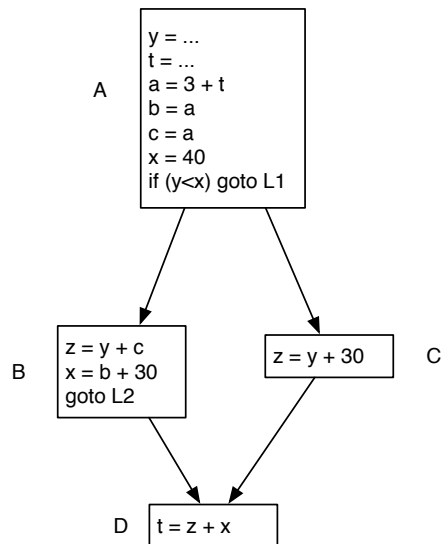 A
y = ...
t = ...
a = 3 + t
b = a
c = a
x = 40
if (y<x) goto L1
B
z = y + c
x = b + 30
goto L2
z = y + 30
C
D
t = z + x